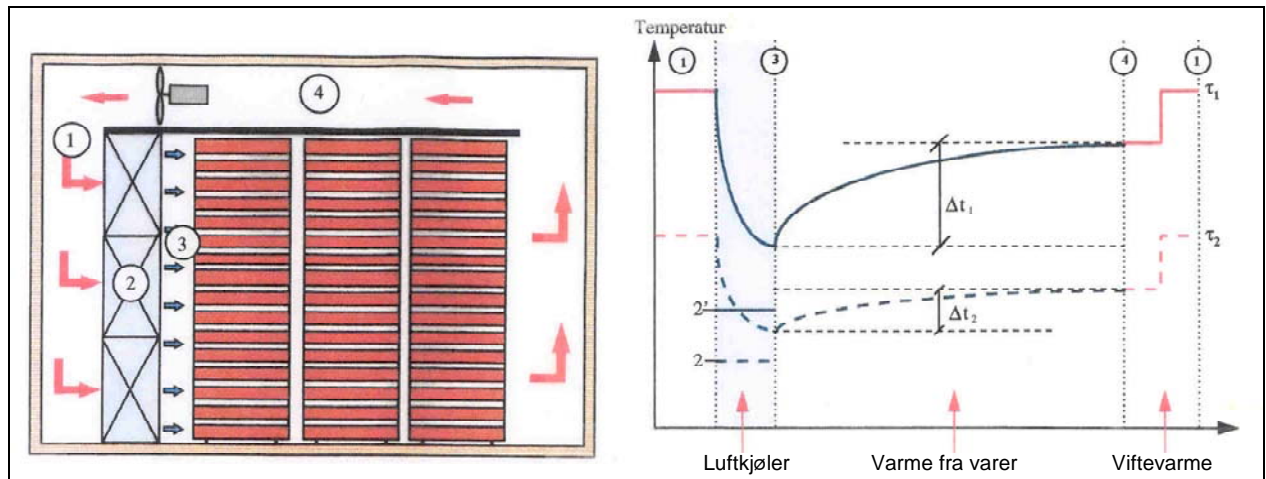 4
1
3
2
Temperatur
1
3
4
1
τ₁
Δt₁
τ₂
2'
Δt₂
2
Luftkjøler
Varme fra varer
Viftevarme